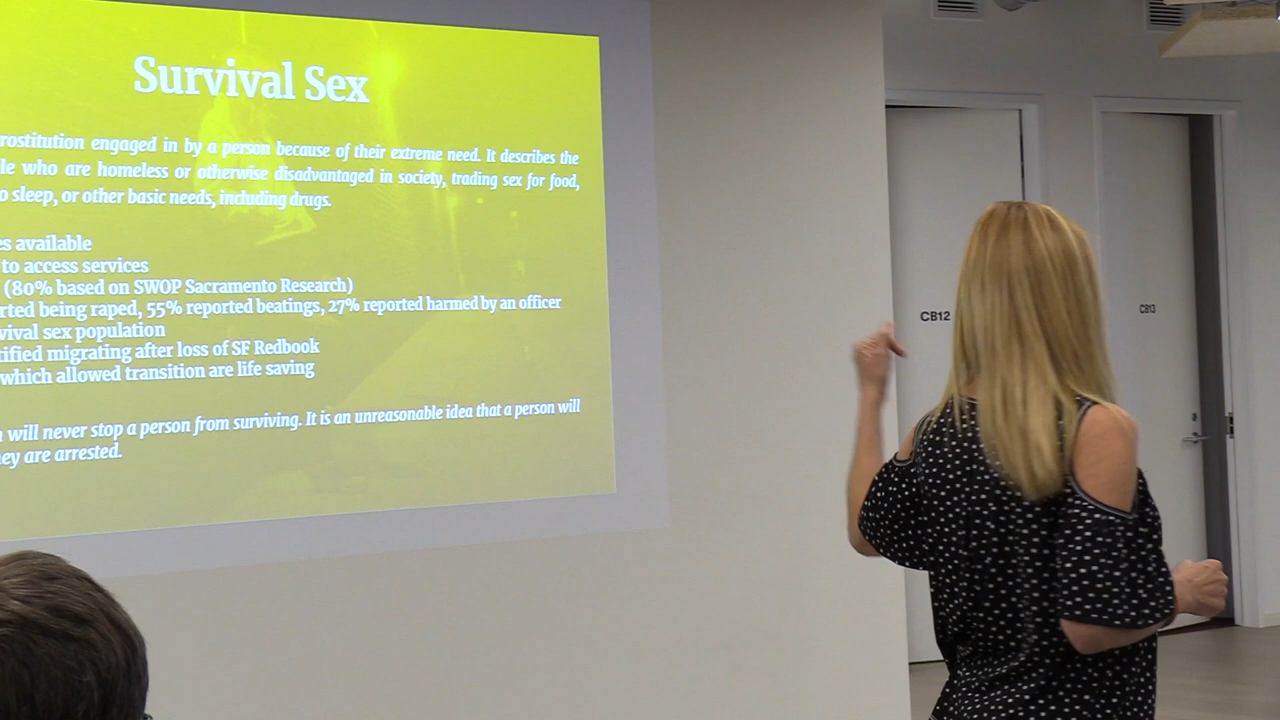 Survival Sex
rostitution engaged in by a person because of their extreme need. It describes the
le who are homeless or otherwise disadvantaged in society, trading sex for food,
o sleep, or other basic needs, including drugs.
es available
to access services
(80% based on SWOP Sacramento Research)
rted being raped, 55% reported beatings, 27% reported harmed by an officer
vival sex population
tified migrating after loss of SF Redbook
which allowed transition are life saving
n will never stop a person from surviving. It is an unreasonable idea that a person will
ney are arrested.
CB12
CB13